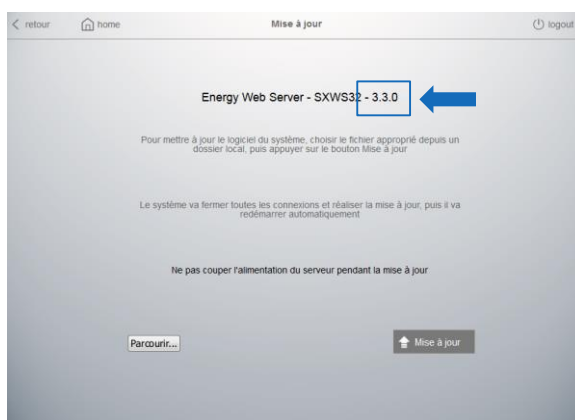 < retour home Mise à jour logout
Energy Web Server - SXWS32 - 3.3.0
Pour mettre à jour le logiciel du système, choisir le fichier approprié depuis un
dossier local, puis appuyer sur le bouton Mise à jour
Le système va fermer toutes les connexions et réaliser la mise à jour, puis il va
redémarrer automatiquement
Ne pas couper l'alimentation du serveur pendant la mise à jour
Parcourir... Mise à jour